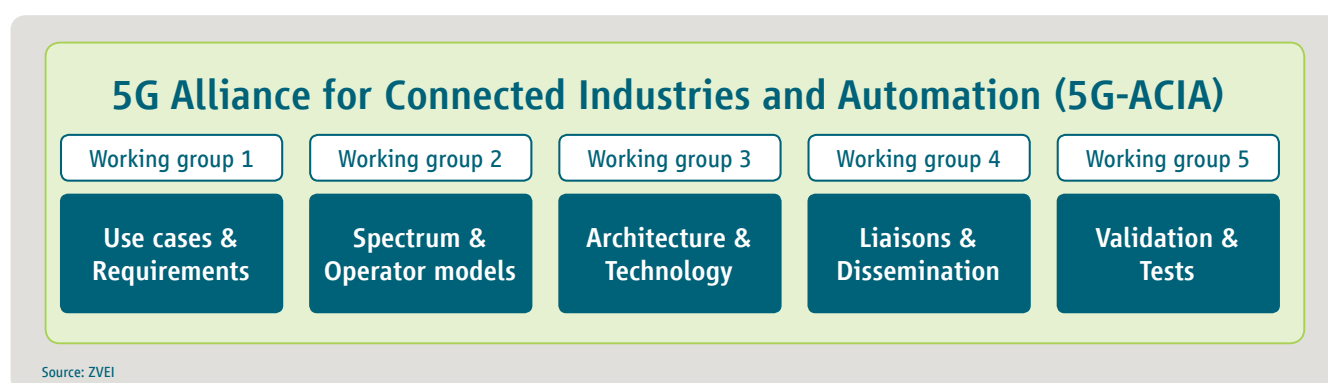 5G Alliance for Connected Industries and Automation (5G-ACIA)
Working group 1
Working group 2
Working group 3
Working group 4
Working group 5
Use cases &
Requirements
Spectrum &
Operator models
Architecture &
Technology
Liaisons &
Dissemination
Validation &
Tests
Source: ZVEI